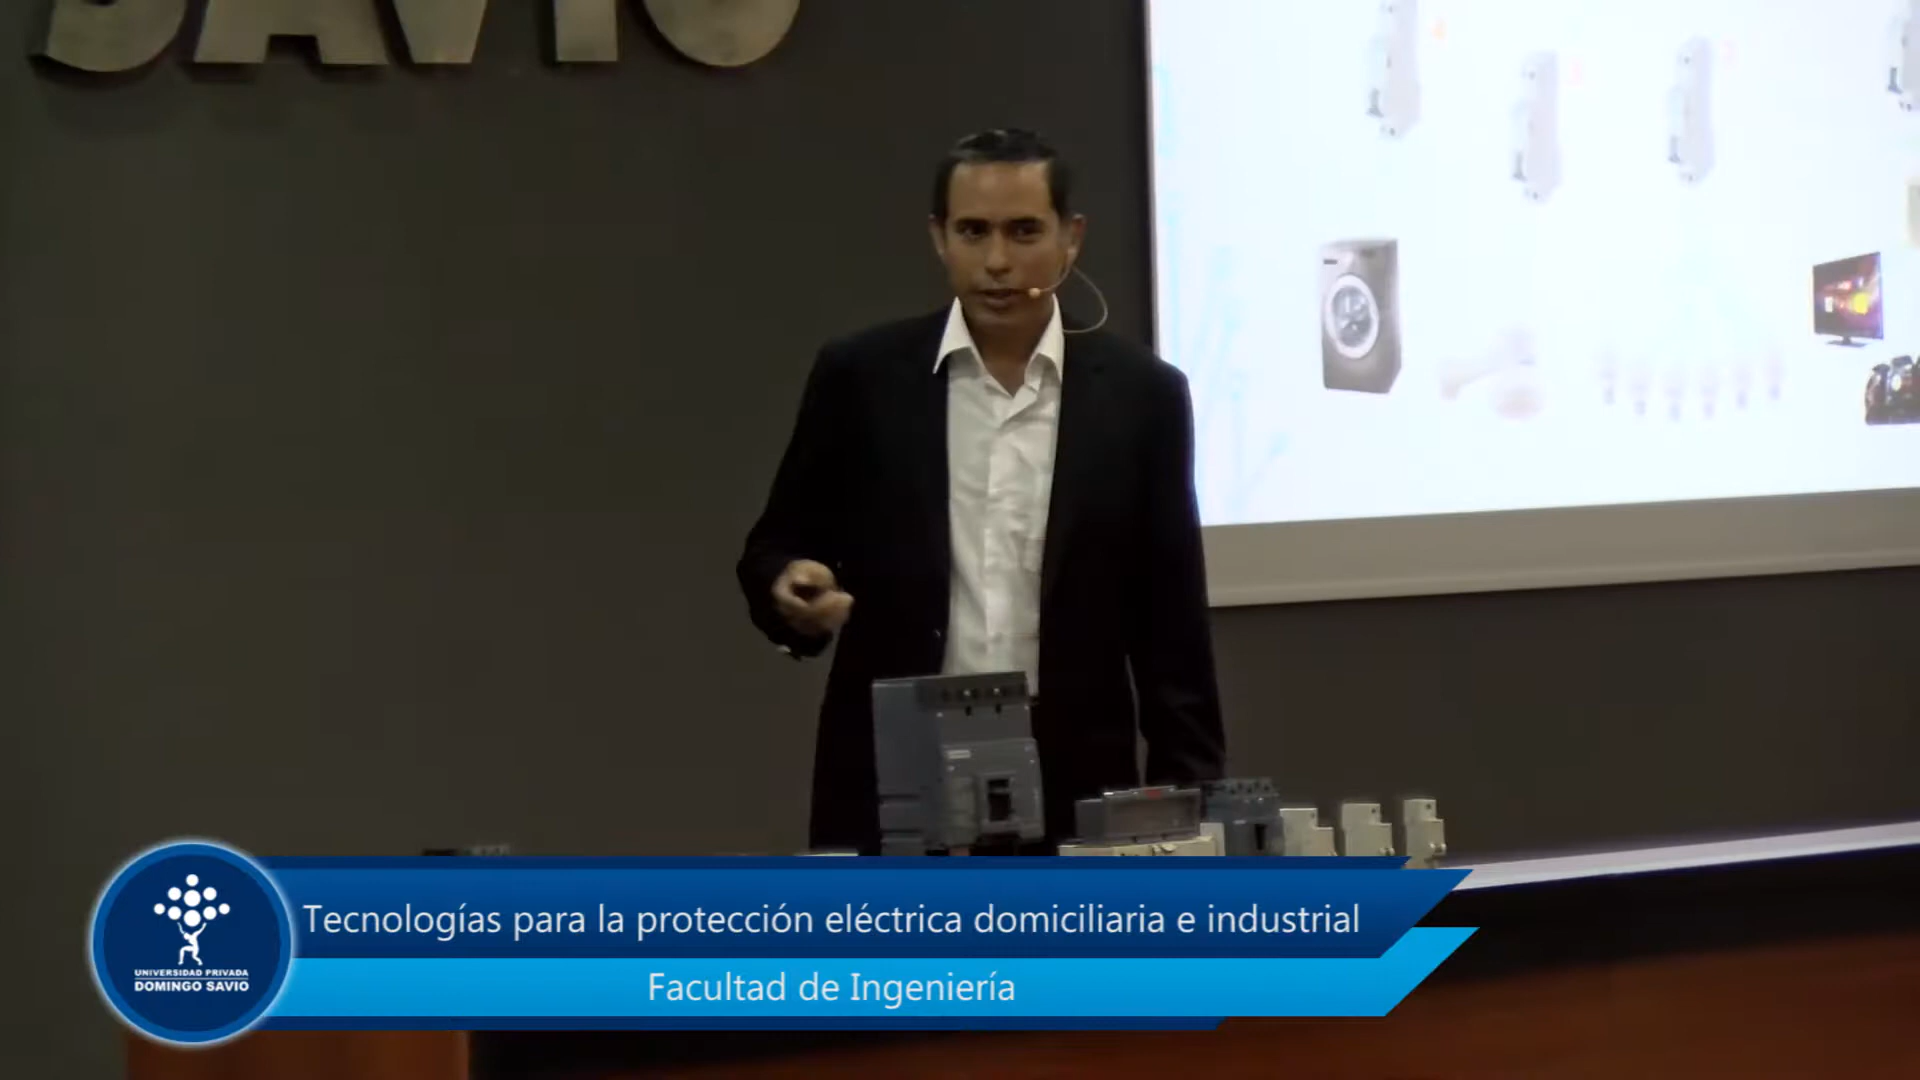 SAVIO
Tecnologías para la protección eléctrica domiciliaria e industrial
Facultad de Ingeniería
UNIVERSIDAD PRIVADA
DOMINGO SAVIO